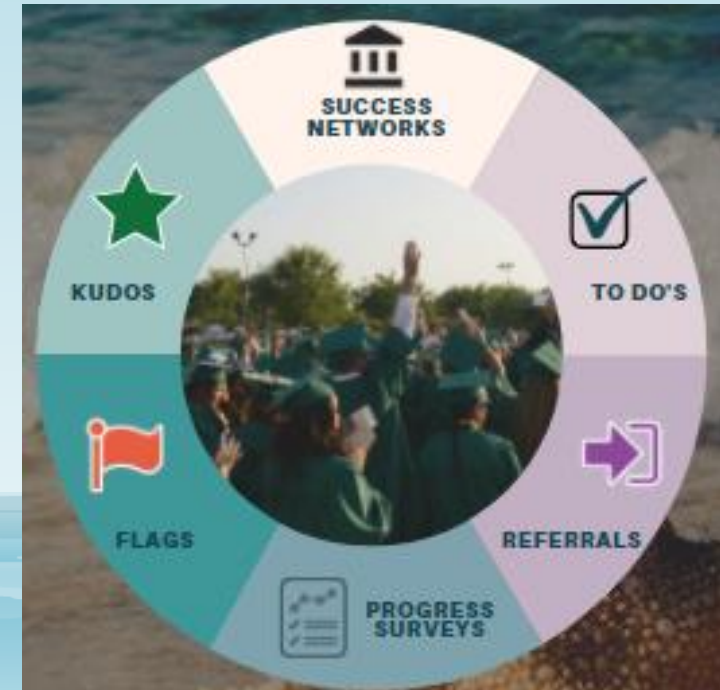 SUCCESS
NETWORKS
KUDOS
TO DO'S
FLAGS
REFERRALS
PROGRESS
SURVEYS